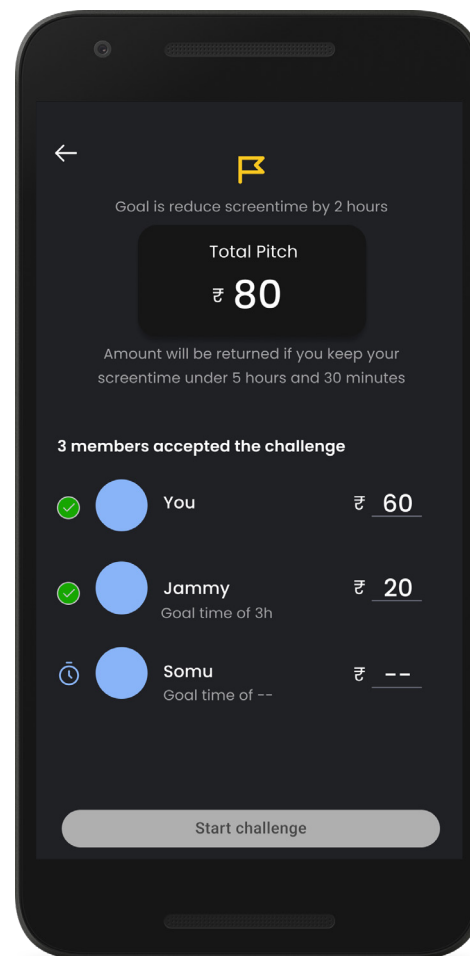 Goal is reduce screentime by 2 hours
Total Pitch
₹ 80
Amount will be returned if you keep your
screentime under 5 hours and 30 minutes
3 members accepted the challenge
You ₹ 60
Jammy ₹ 20
Goal time of 3h
Somu ₹ --
Goal time of --
Start challenge